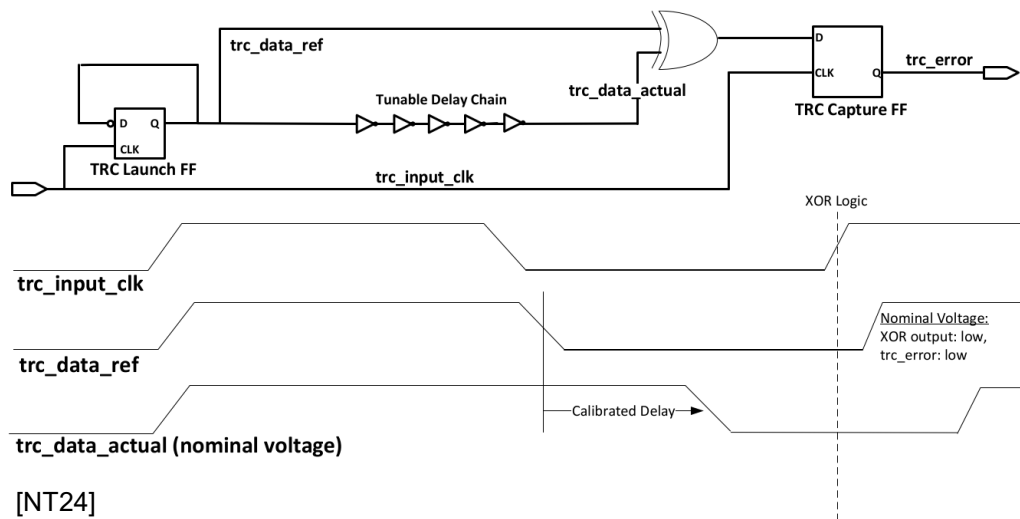 trc_data_ref
D
CLK
Q
trc_error
TRC Capture FF
trc_data_actual
Tunable Delay Chain
D
Q
CLK
TRC Launch FF
trc_input_clk
XOR Logic
trc_input_clk
Nominal Voltage:
XOR output: low,
trc_error: low
trc_data_ref
Calibrated Delay
trc_data_actual (nominal voltage)
[NT24]